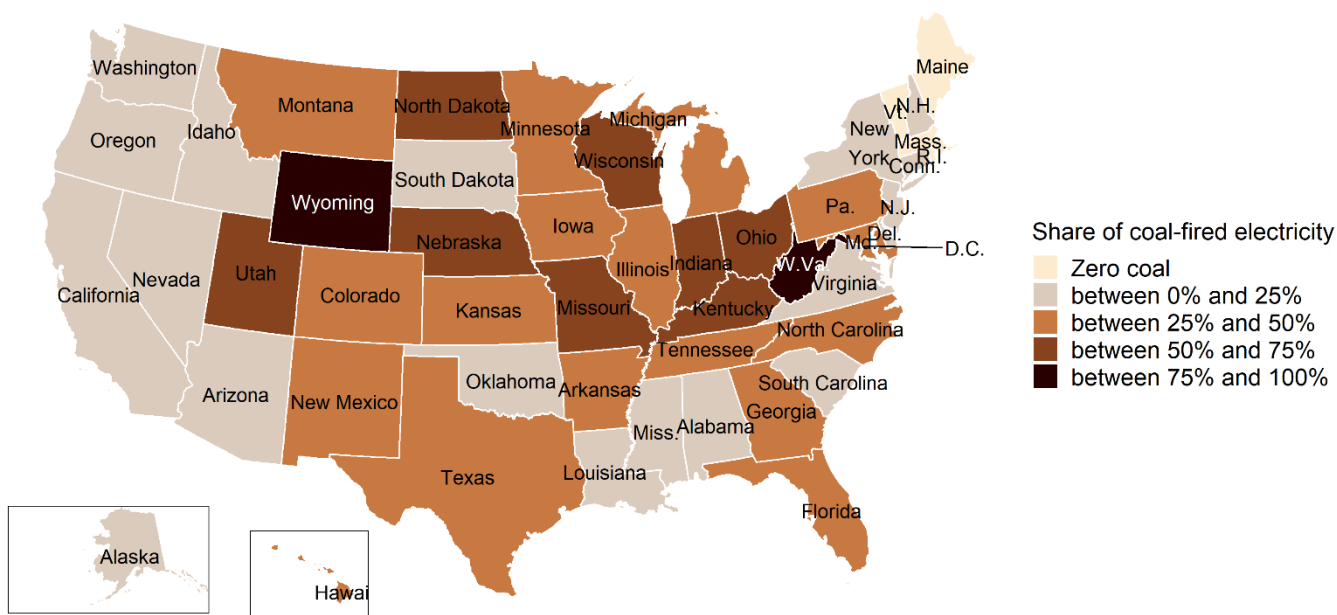 Washington
Maine
Montana
North Dakota
Minnesota
Michigan
Vt.
N.H.
Oregon
Idaho
New
York
Mass.
R.I.
Conn.
Wisconsin
South Dakota
Wyoming
Iowa
Pa.
N.J.
Nebraska
Ohio
Del.
Md.
D.C.
Nevada
Utah
Illinois
Indiana
W.Va.
Virginia
California
Colorado
Kansas
Missouri
Kentucky
North Carolina
Tennessee
Arizona
New Mexico
Oklahoma
Arkansas
South Carolina
Georgia
Miss.
Alabama
Texas
Louisiana
Florida
Alaska
Hawai
Share of coal-fired electricity
Zero coal
between 0% and 25%
between 25% and 50%
between 50% and 75%
between 75% and 100%